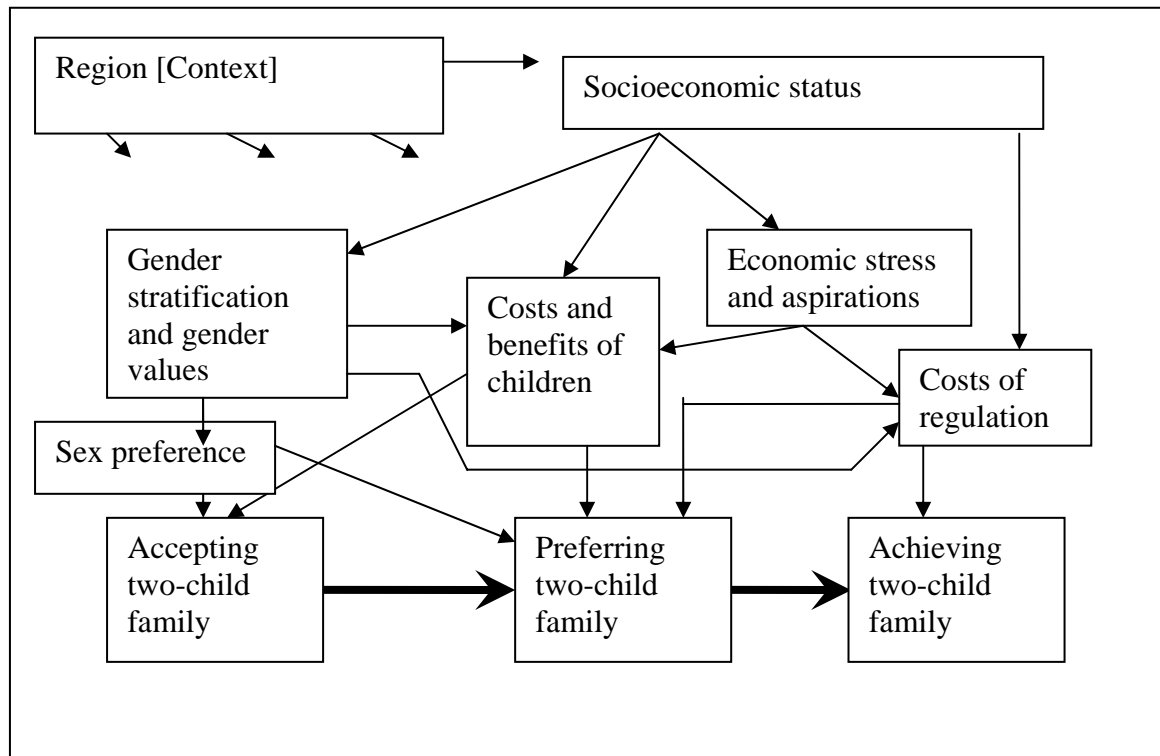 Region [Context]
Socioeconomic status
Gender
stratification
and gender
values
Costs and
benefits of
children
Economic stress
and aspirations
Costs of
regulation
Sex preference
Accepting
two-child
family
Preferring
two-child
family
Achieving
two-child
family